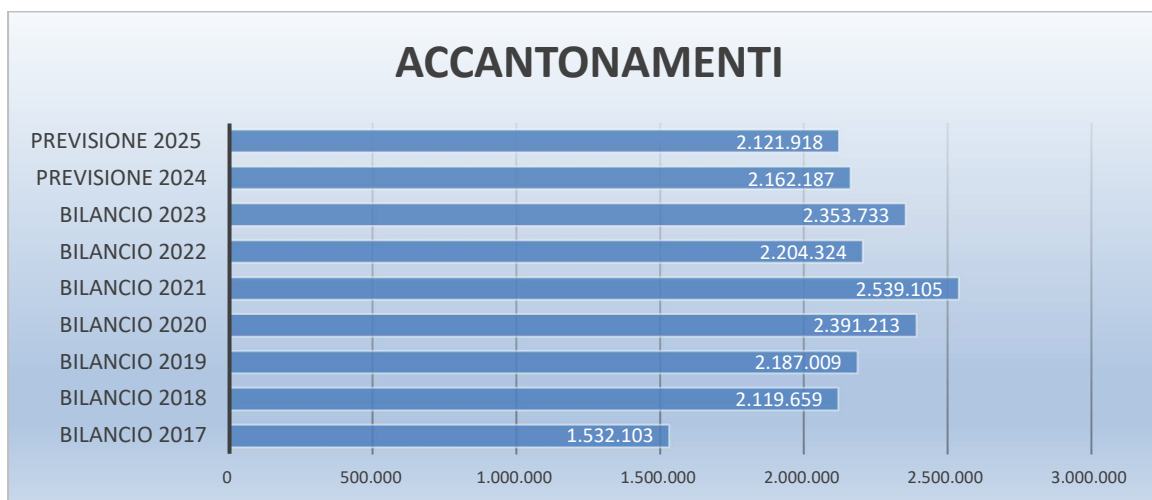 ACCANTONAMENTI
PREVISIONE 2025 2.121.918
PREVISIONE 2024 2.162.187
BILANCIO 2023 2.353.733
BILANCIO 2022 2.204.324
BILANCIO 2021 2.539.105
BILANCIO 2020 2.391.213
BILANCIO 2019 2.187.009
BILANCIO 2018 2.119.659
BILANCIO 2017 1.532.103
0 500.000 1.000.000 1.500.000 2.000.000 2.500.000 3.000.000